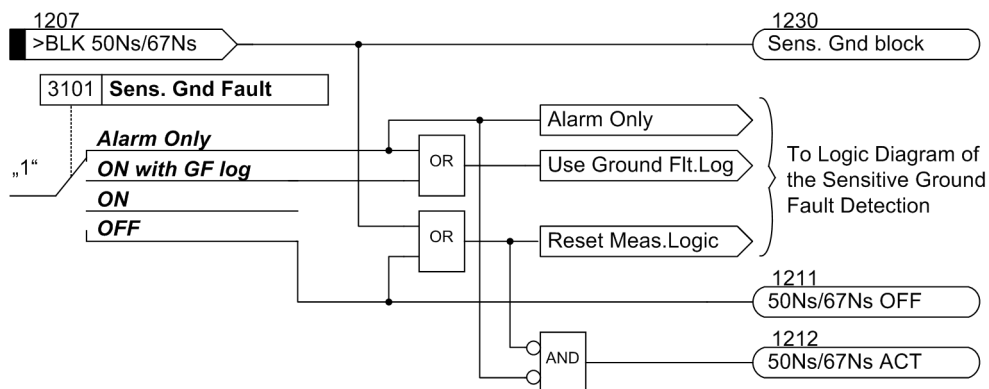 1207
>BLK 50Ns/67Ns
1230
Sens. Gnd block
3101 Sens. Gnd Fault
„1“
Alarm Only
ON with GF log
ON
OFF
OR
OR
Alarm Only
Use Ground Flt.Log
Reset Meas.Logic
To Logic Diagram of
the Sensitive Ground
Fault Detection
1211
50Ns/67Ns OFF
AND
1212
50Ns/67Ns ACT